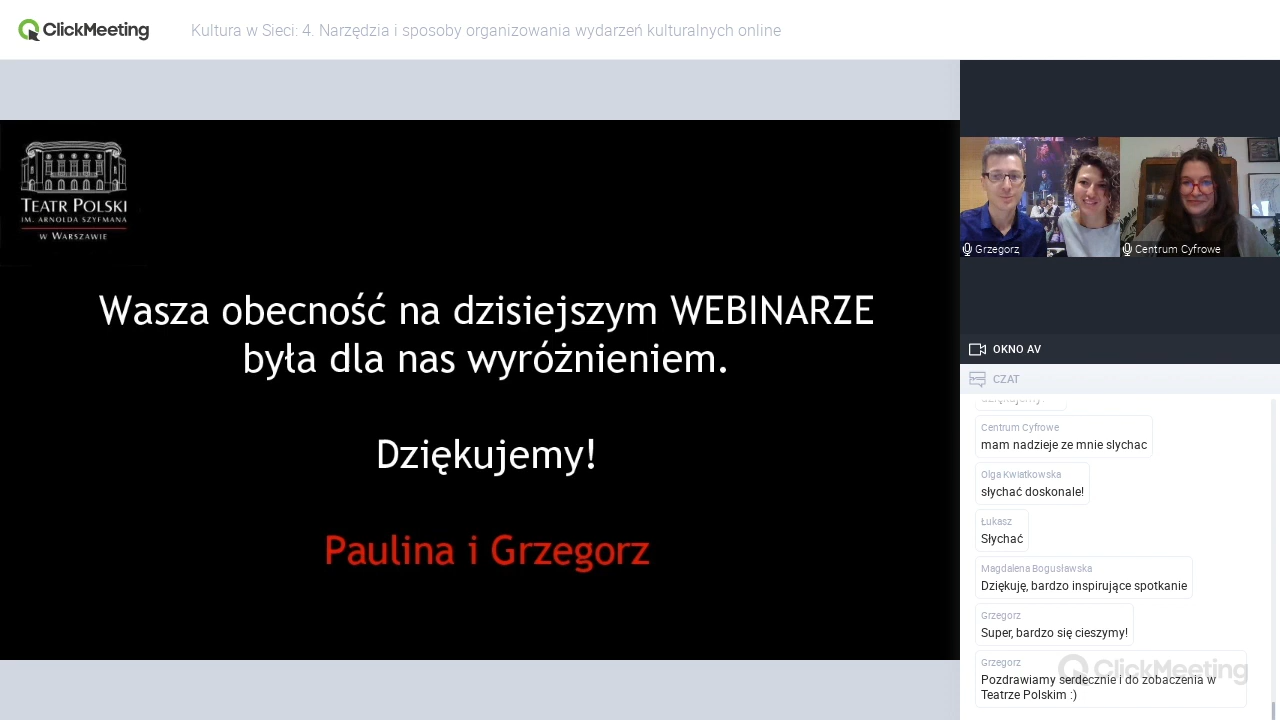 ClickMeeting
Kultura w Sieci: 4. Narzędzia i sposoby organizowania wydarzeń kulturalnych online
TEATR POLSKI
IM. ARNOLDA SZYFMANA
W WARSZAWIE
Wasza obecność na dzisiejszym WEBINARZE
była dla nas wyróżnieniem.
Dziękujemy!
Paulina i Grzegorz
Grzegorz
Centrum Cyfrowe
OKNO AV
CZAT
dziękujemy!
Centrum Cyfrowe
mam nadzieje ze mnie slychac
Olga Kwiatkowska
słychać doskonale!
Łukasz
Słychać
Magdalena Bogusławska
Dziękuję, bardzo inspirujące spotkanie
Grzegorz
Super, bardzo się cieszymy!
Grzegorz
Pozdrawiamy serdecznie i do zobaczenia w
Teatrze Polskim :)
ClickMeeting